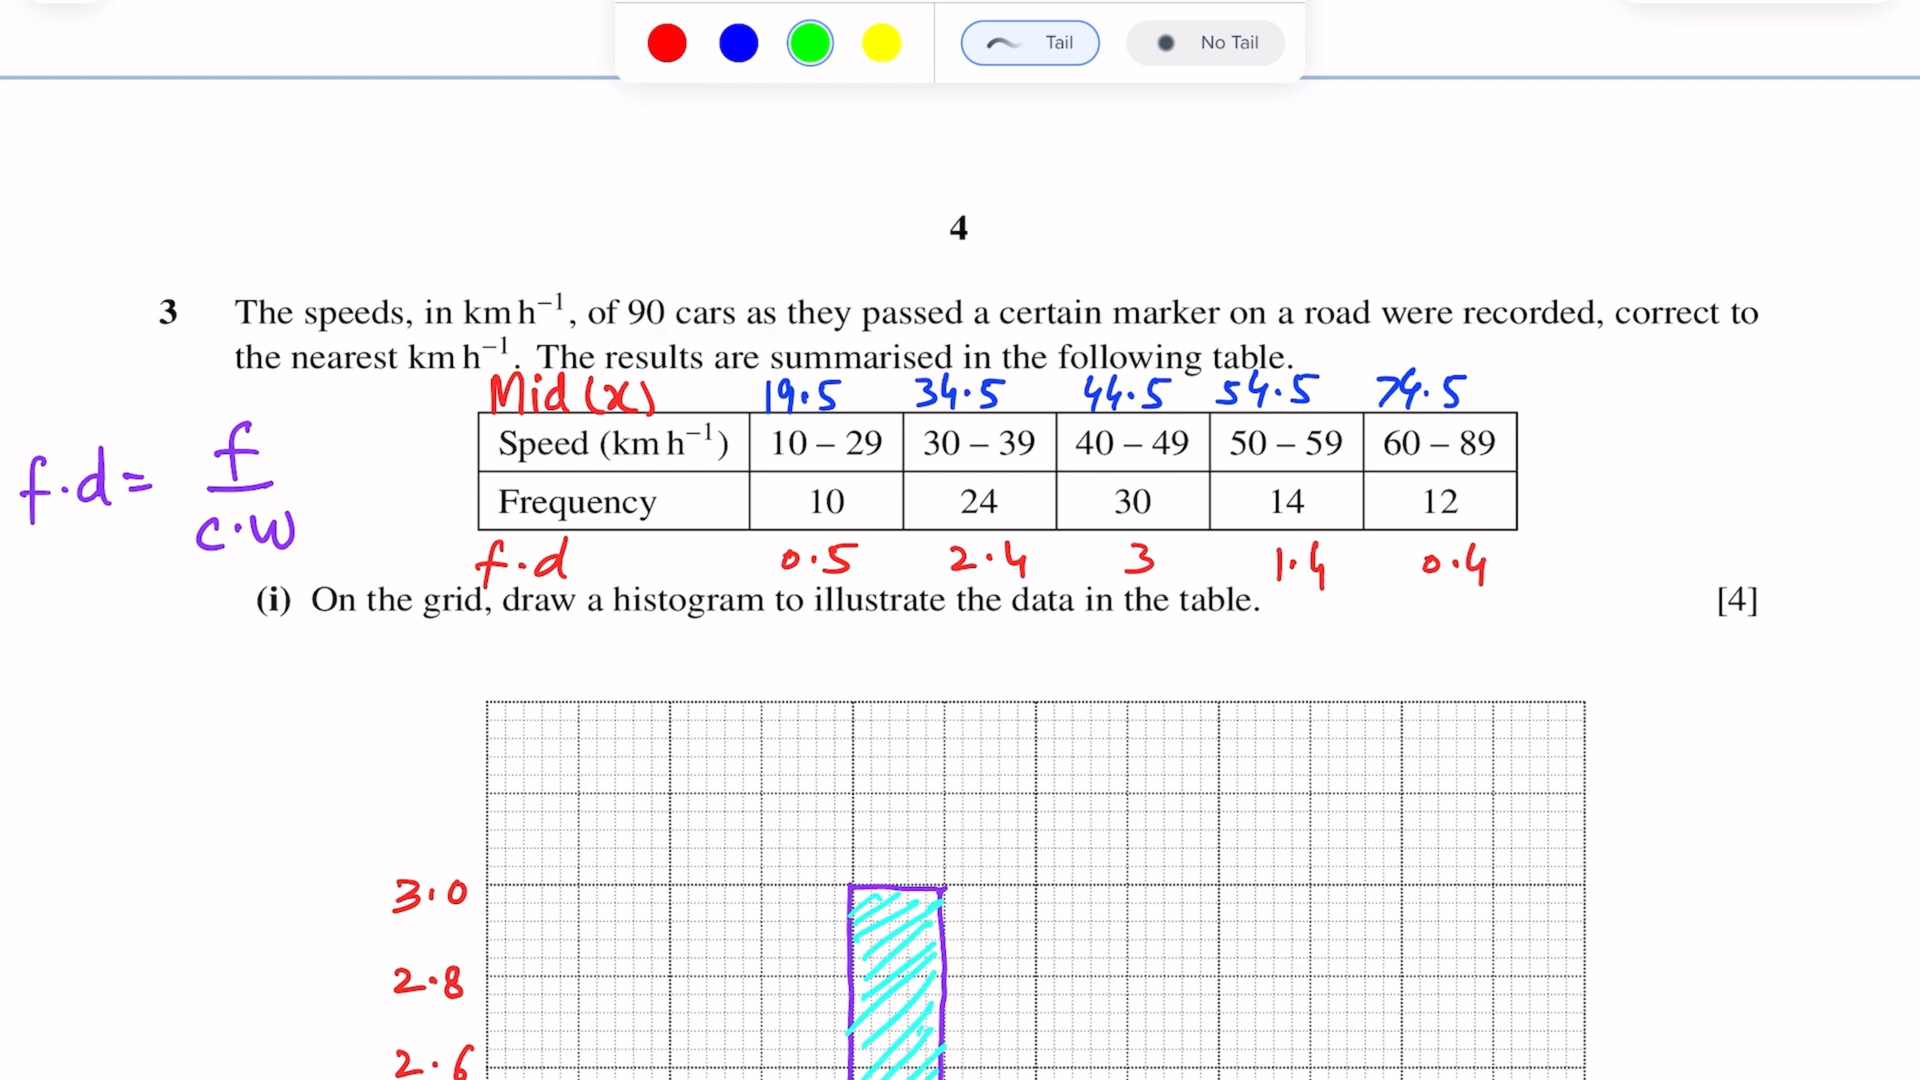 Tail No Tail
4
3 The speeds, in km h⁻¹, of 90 cars as they passed a certain marker on a road were recorded, correct to
the nearest km h⁻¹. The results are summarised in the following table.
Mid (x) 19.5 34.5 44.5 54.5 74.5
Speed (km h⁻¹) 10 – 29 30 – 39 40 – 49 50 – 59 60 – 89
Frequency 10 24 30 14 12
f.d 0.5 2.4 3 1.4 0.4
f.d = f / c.w
(i) On the grid, draw a histogram to illustrate the data in the table. [4]
3.0
2.8
2.6